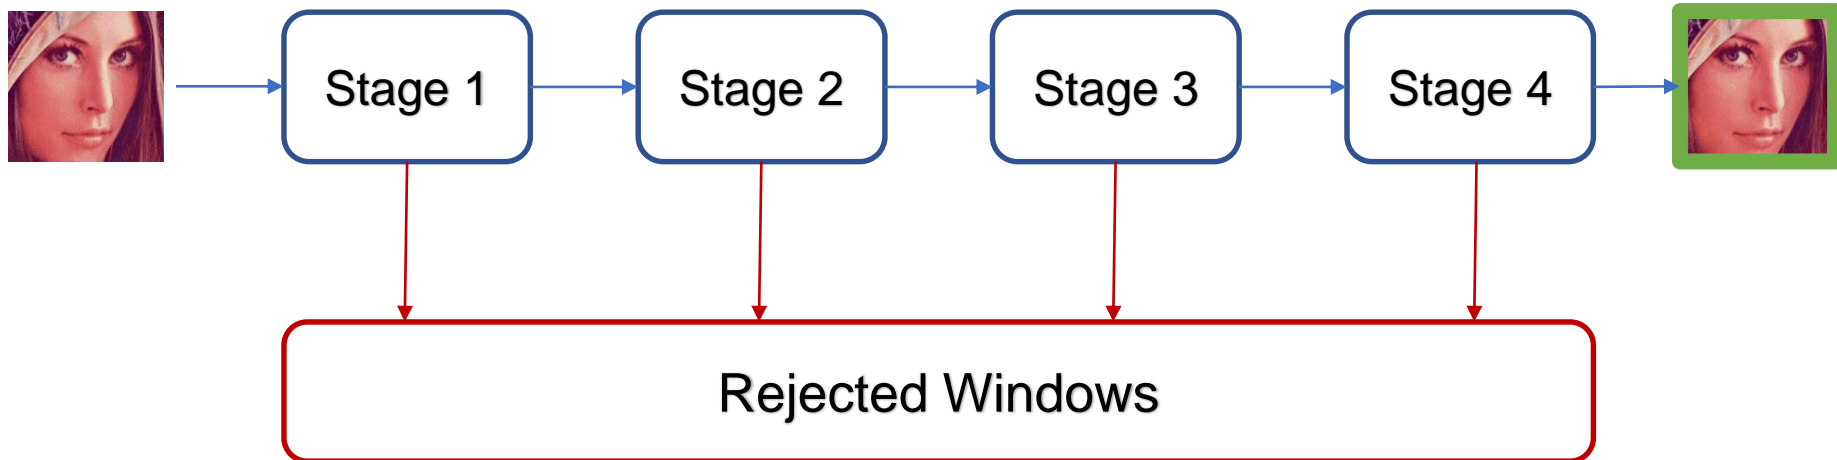 Stage 1
Stage 2
Stage 3
Stage 4
Rejected Windows